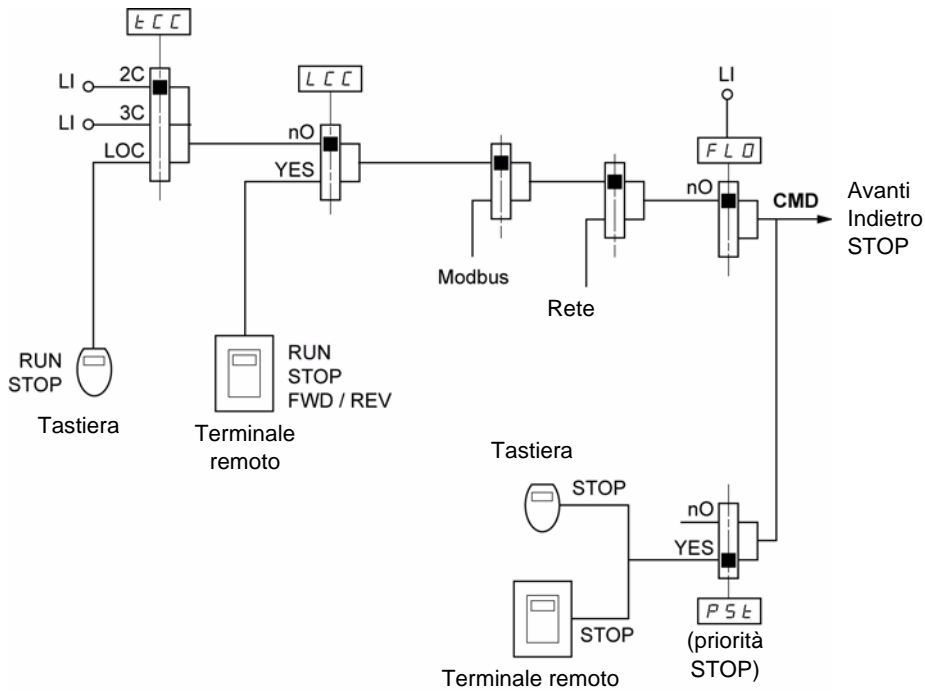 tCC
LI 2C
LI 3C
LOC
LCC
nO
YES
LI
FLO
nO
CMD
Avanti
Indietro
STOP
Modbus
Rete
RUN
STOP
Tastiera
RUN
STOP
FWD / REV
Terminale
remoto
Tastiera
STOP
nO
YES
STOP
Terminale remoto
PSt
(priorità
STOP)